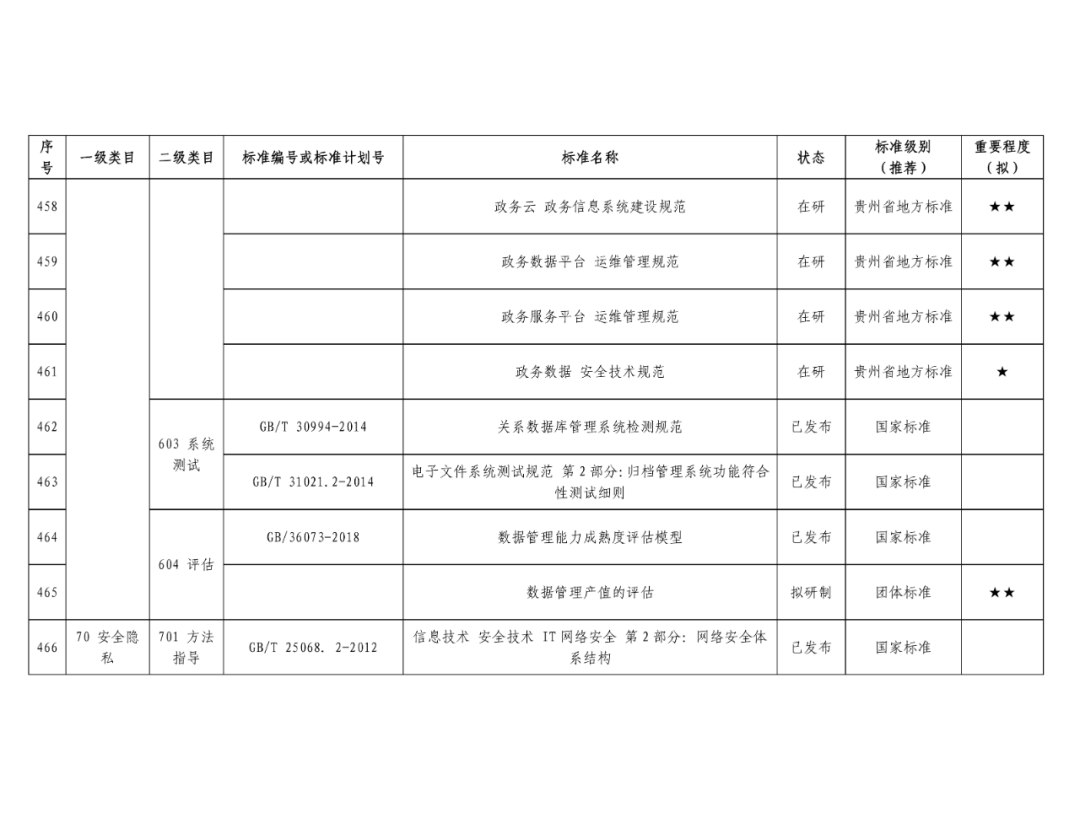 序号 一级类目 二级类目 标准编号或标准计划号 标准名称 状态 标准级别（推荐） 重要程度（拟）
458 政务云 政务信息系统建设规范 在研 贵州省地方标准 ★★
459 政务数据平台 运维管理规范 在研 贵州省地方标准 ★★
460 政务服务平台 运维管理规范 在研 贵州省地方标准 ★★
461 政务数据 安全技术规范 在研 贵州省地方标准 ★
603 系统测试
462 GB/T 30994-2014 关系数据库管理系统检测规范 已发布 国家标准
463 GB/T 31021.2-2014 电子文件系统测试规范 第2部分:归档管理系统功能符合
性测试细则 已发布 国家标准
604 评估
464 GB/36073-2018 数据管理能力成熟度评估模型 已发布 国家标准
465 数据管理产值的评估 拟研制 团体标准 ★★
466 70 安全隐私 701 方法指导 GB/T 25068. 2-2012 信息技术 安全技术 IT网络安全 第2部分: 网络安全体
系结构 已发布 国家标准